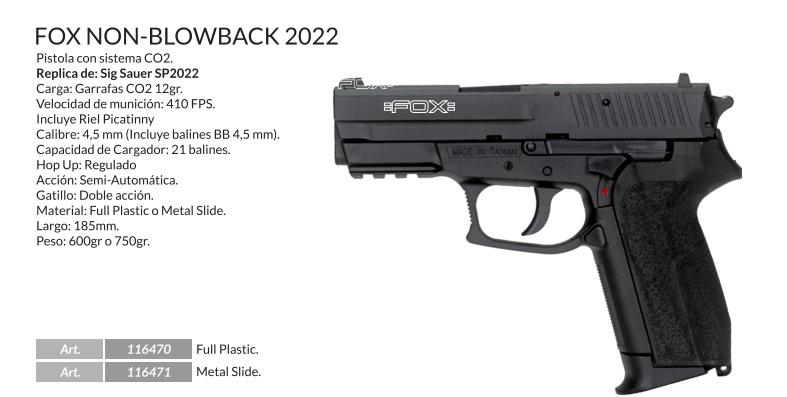 FOX NON-BLOWBACK 2022
Pistola con sistema CO2.
Replica de: Sig Sauer SP2022
Carga: Garrafas CO2 12gr.
Velocidad de munición: 410 FPS.
Incluye Riel Picatinny
Calibre: 4,5 mm (Incluye balines BB 4,5 mm).
Capacidad de Cargador: 21 balines.
Hop Up: Regulado
Acción: Semi-Automática.
Gatillo: Doble acción.
Material: Full Plastic o Metal Slide.
Largo: 185mm.
Peso: 600gr o 750gr.
FOX
FOX
MADE IN TAIWAN
Art. 116470 Full Plastic.
Art. 116471 Metal Slide.